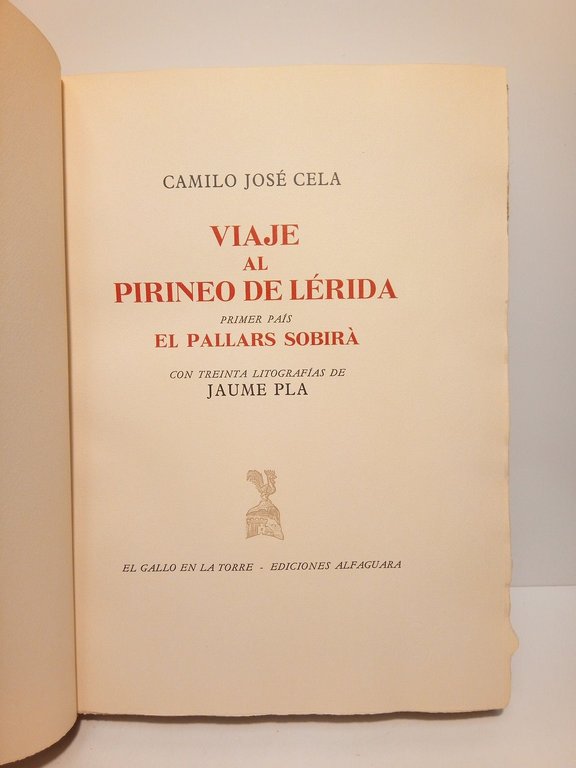 CAMILO JOSÉ CELA
VIAJE
AL
PIRINEO DE LÉRIDA
PRIMER PAÍS
EL PALLARS SOBIRÀ
CON TREINTA LITOGRAFÍAS DE
JAUME PLA
EL GALLO EN LA TORRE - EDICIONES ALFAGUARA